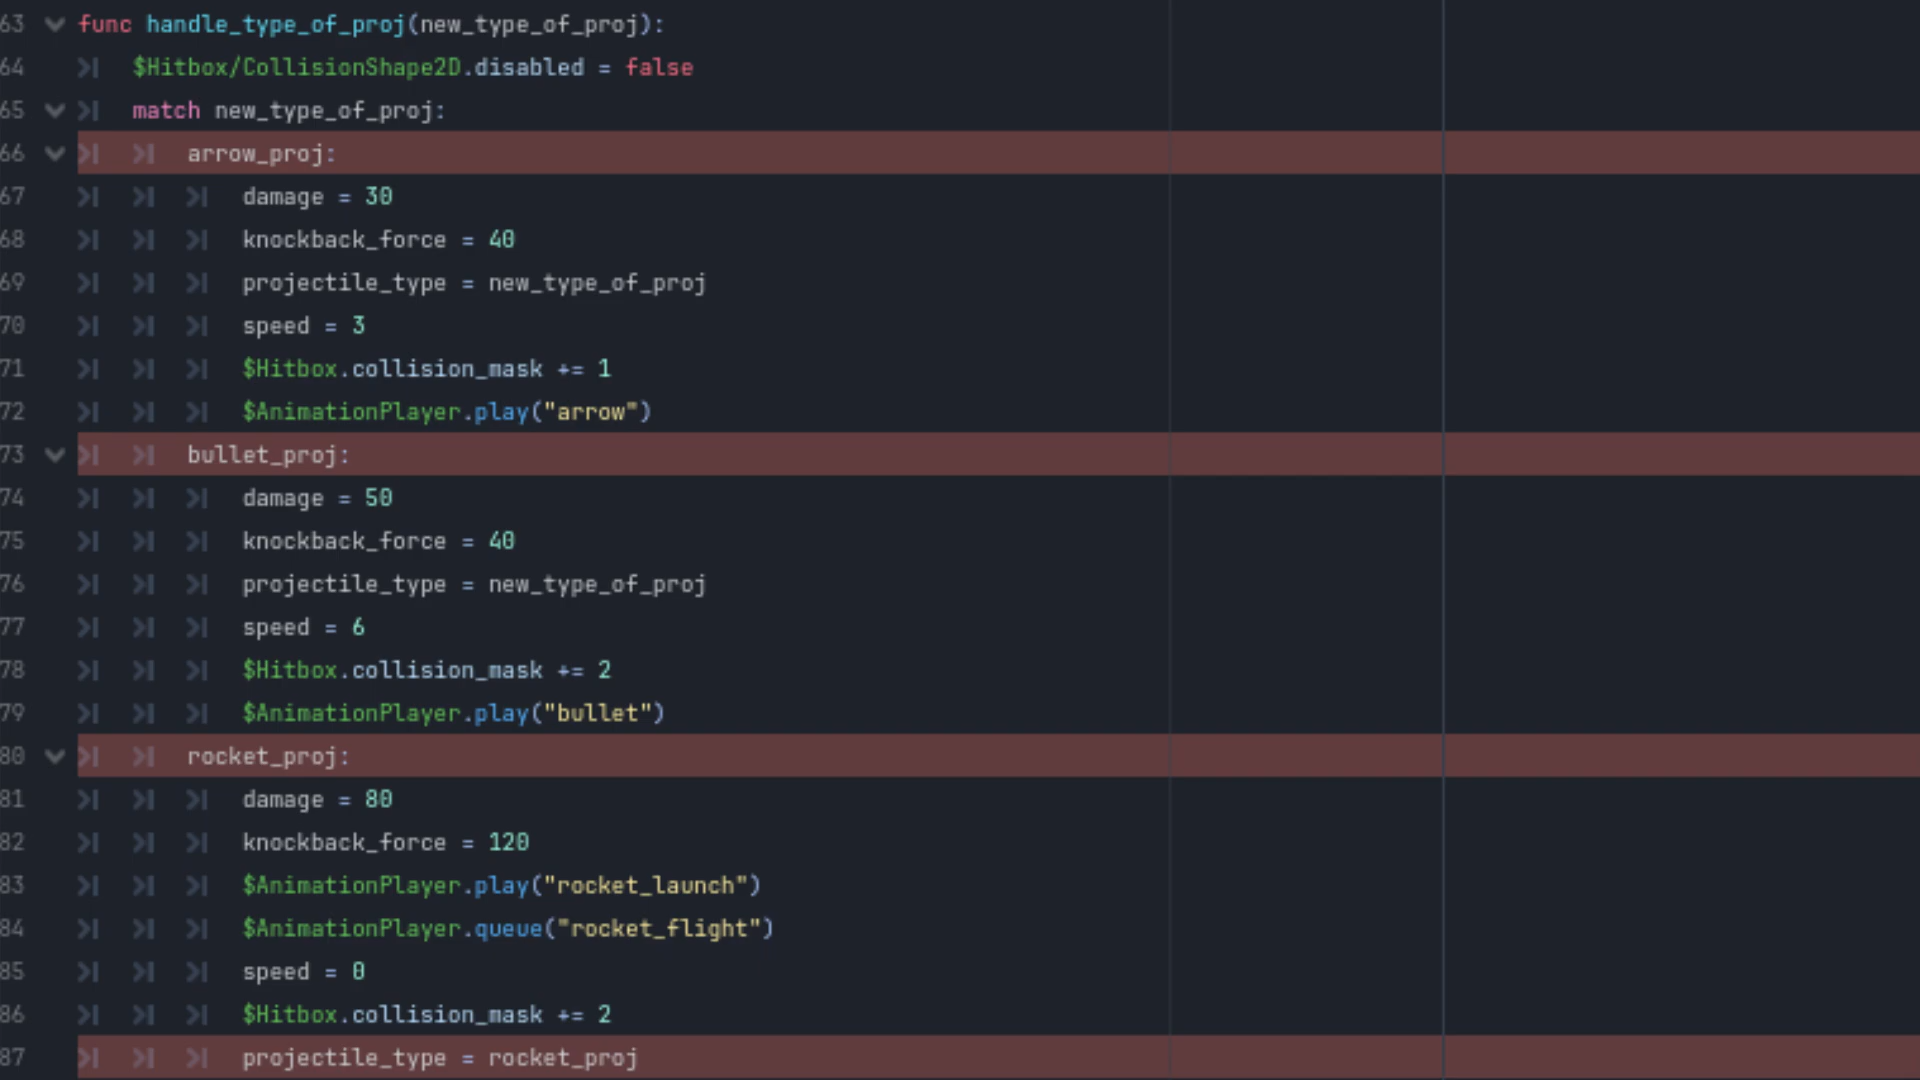 63 func handle_type_of_proj(new_type_of_proj):
64 $Hitbox/CollisionShape2D.disabled = false
65 match new_type_of_proj:
66 arrow_proj:
67 damage = 30
68 knockback_force = 40
69 projectile_type = new_type_of_proj
70 speed = 3
71 $Hitbox.collision_mask += 1
72 $AnimationPlayer.play("arrow")
73 bullet_proj:
74 damage = 50
75 knockback_force = 40
76 projectile_type = new_type_of_proj
77 speed = 6
78 $Hitbox.collision_mask += 2
79 $AnimationPlayer.play("bullet")
80 rocket_proj:
81 damage = 80
82 knockback_force = 120
83 $AnimationPlayer.play("rocket_launch")
84 $AnimationPlayer.queue("rocket_flight")
85 speed = 0
86 $Hitbox.collision_mask += 2
87 projectile_type = rocket_proj